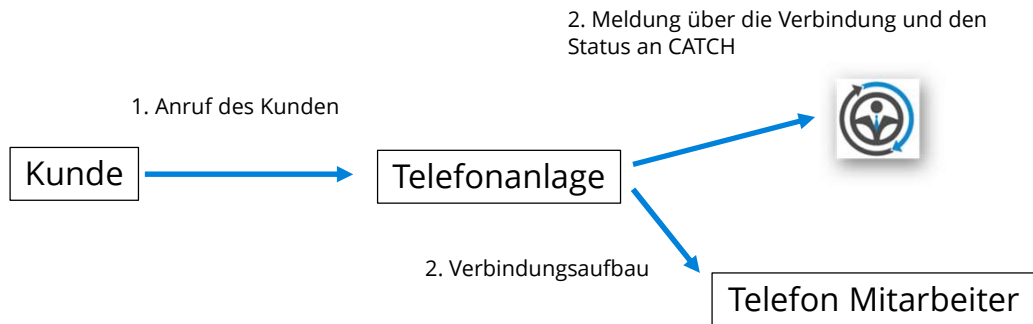 2. Meldung über die Verbindung und den
Status an CATCH
1. Anruf des Kunden
Kunde
Telefonanlage
2. Verbindungsaufbau
Telefon Mitarbeiter